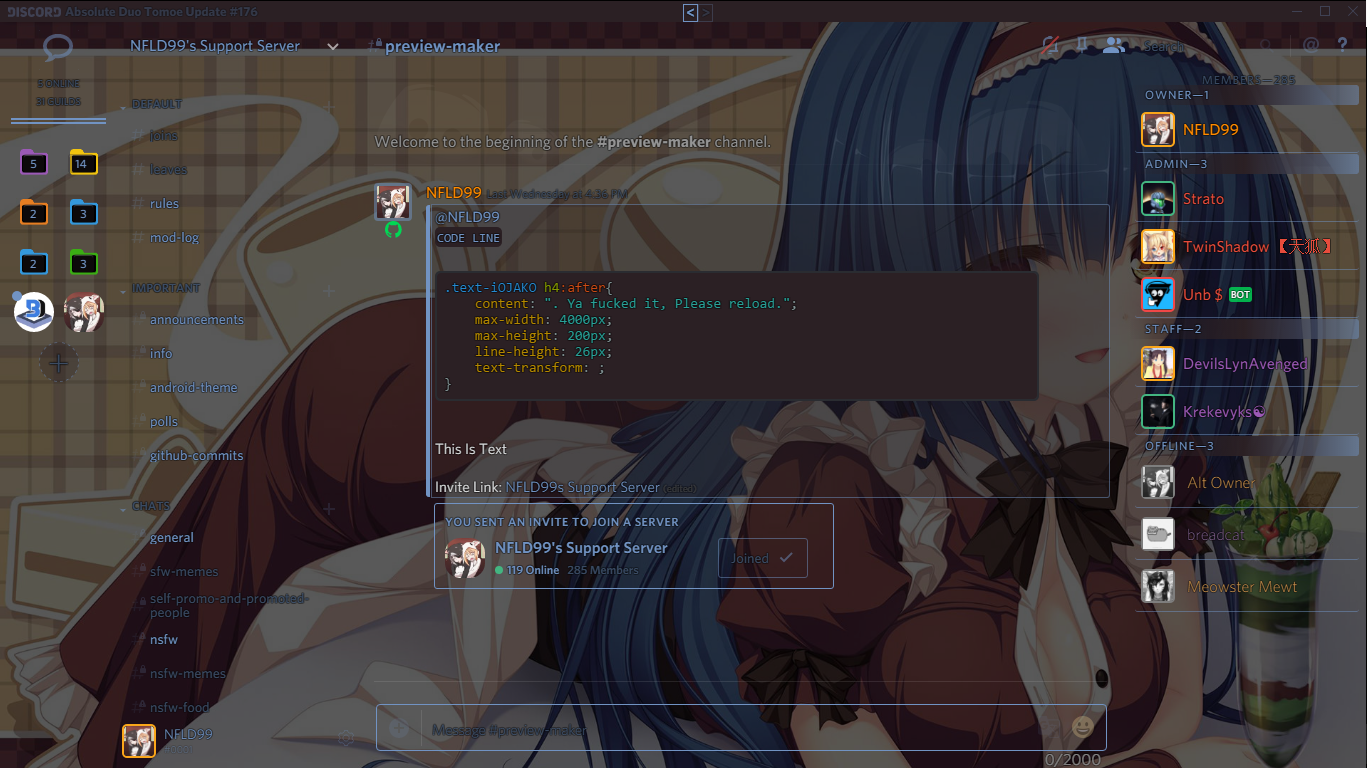 DISCORD Absolute Duo Tomoe Update #176
< >
NFLD99's Support Server
#preview-maker
Search
@ ?
5 ONLINE
31 GUILDS
5 14
2 3
2 3
DEFAULT
joins
leaves
rules
mod-log
IMPORTANT
announcements
info
android-theme
polls
github-commits
CHATS
general
sfw-memes
self-promo-and-promoted-
people
nsfw
nsfw-memes
nsfw-food
NFLD99
Welcome to the beginning of the #preview-maker channel.
NFLD99 Last Wednesday at 4:36 PM
@NFLD99
CODE LINE
.text-iOJAKO h4:after{
content: ". Ya fucked it, Please reload.";
max-width: 4000px;
max-height: 200px;
line-height: 26px;
text-transform: ;
}
This Is Text
Invite Link: NFLD99s Support Server (edited)
YOU SENT AN INVITE TO JOIN A SERVER
NFLD99's Support Server
119 Online 285 Members
Joined
Message #preview-maker
0/2000
MEMBERS—285
OWNER—1
NFLD99
ADMIN—3
Strato
TwinShadow 【天狐】
Unb $ BOT
STAFF—2
DevilsLynAvenged
Krekevyks☯
OFFLINE—3
Alt Owner
breadcat
Meowster Mewt